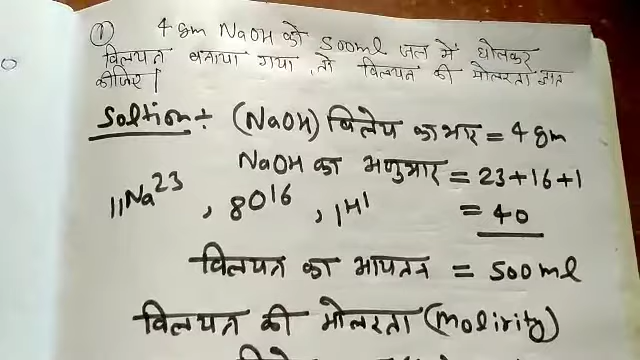 ① 4 gm NaOH को 500ml जल में घोलकर
विलयन बनाया गया, तो विलयन की मोलरता ज्ञात
कीजिए।
Soltion÷ (NaOH) विलेय का भार = 4 gm
NaOH का अणुभार = 23+16+1
11Na23 , 8O16 , 1H1 = 40
विलयन का आयतन = 500 ml
विलयन की मोलरता (Molirity)